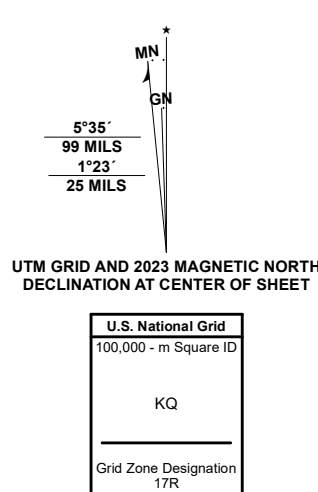 ★
MN
GN
5°35´
99 MILS
1°23´
25 MILS
UTM GRID AND 2023 MAGNETIC NORTH
DECLINATION AT CENTER OF SHEET
U.S. National Grid
100,000 - m Square ID
KQ
Grid Zone Designation
17R